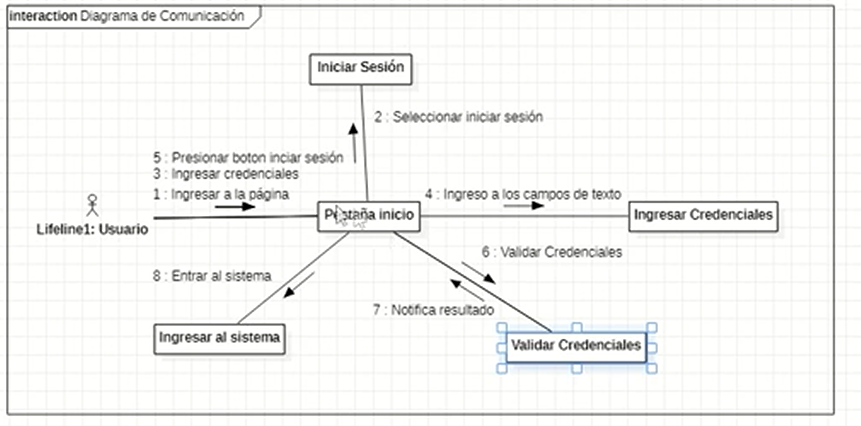 interaction Diagrama de Comunicación
Iniciar Sesión
2 : Seleccionar iniciar sesión
5 : Presionar boton inciar sesión
3 : Ingresar credenciales
1 : Ingresar a la página
4 : Ingreso a los campos de texto
Pestaña inicio
Ingresar Credenciales
Lifeline1: Usuario
6 : Validar Credenciales
8 : Entrar al sistema
7 : Notifica resultado
Ingresar al sistema
Validar Credenciales